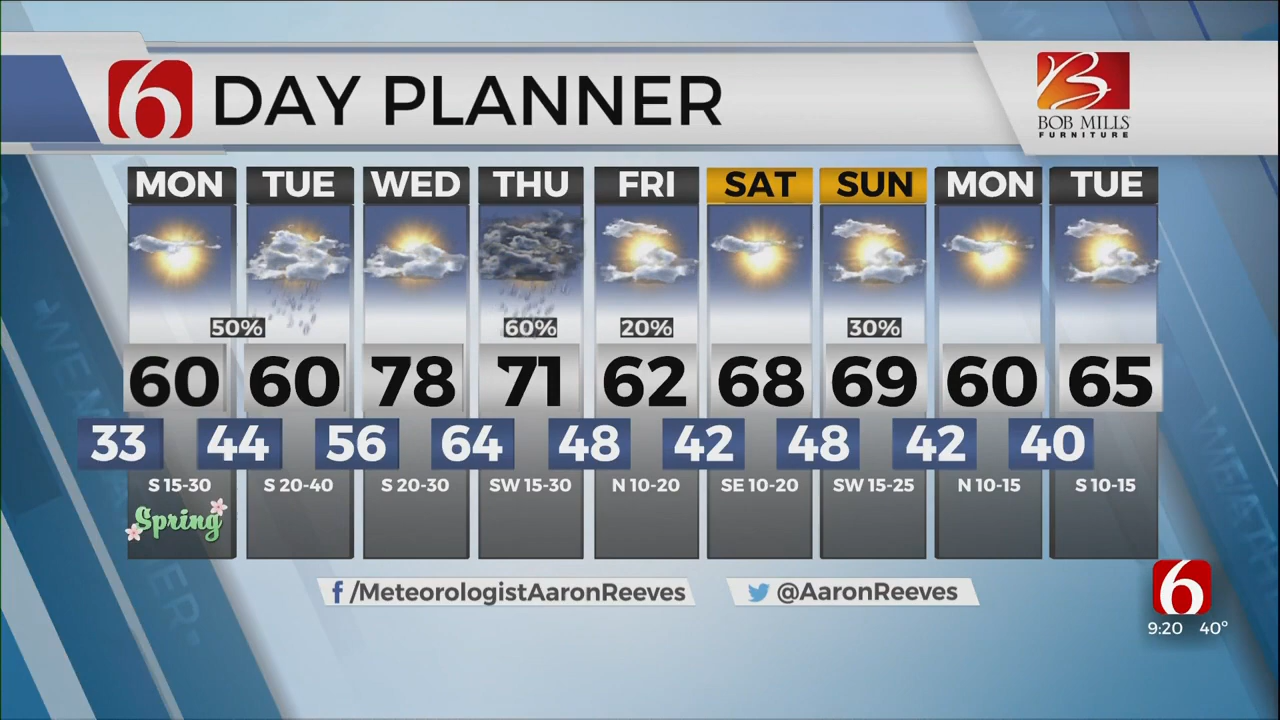 6 DAY PLANNER
B
BOB MILLS
FURNITURE
MON TUE WED THU FRI SAT SUN MON TUE
50% 60% 20% 30%
60 60 78 71 62 68 69 60 65
33 44 56 64 48 42 48 42 40
S 15-30 S 20-40 S 20-30 SW 15-30 N 10-20 SE 10-20 SW 15-25 N 10-15 S 10-15
Spring
f /MeteorologistAaronReeves @AaronReeves
6
9:20 40°